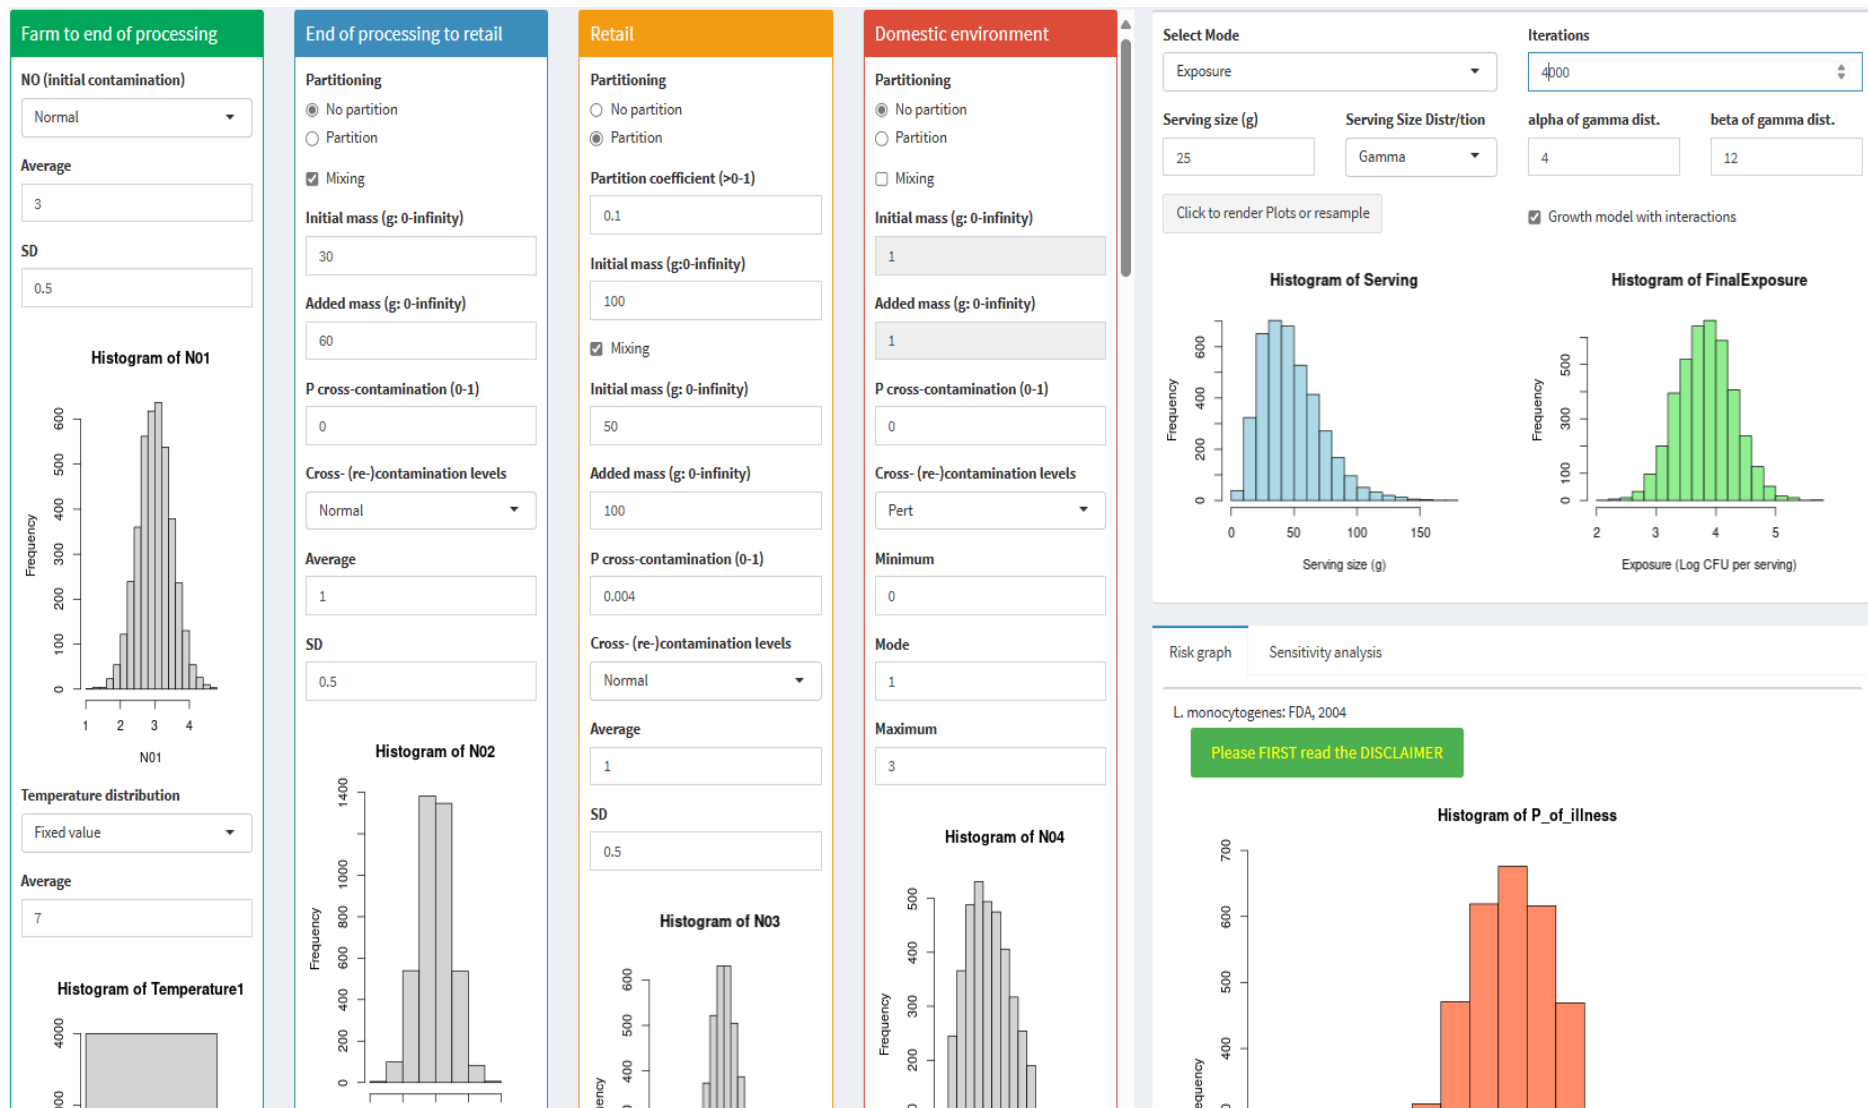 Farm to end of processing
NO (initial contamination)
Normal
Average
3
SD
0.5
Histogram of N01
Frequency
0 100 200 300 400 500 600
1 2 3 4
N01
Temperature distribution
Fixed value
Average
7
Histogram of Temperature1
4000
End of processing to retail
Partitioning
No partition
Partition
Mixing
Initial mass (g: 0-infinity)
30
Added mass (g: 0-infinity)
60
P cross-contamination (0-1)
0
Cross- (re-)contamination levels
Normal
Average
1
SD
0.5
Histogram of N02
Frequency
0 200 400 600 800 1000 1400
Retail
Partitioning
No partition
Partition
Partition coefficient (>0-1)
0.1
Initial mass (g:0-infinity)
100
Mixing
Initial mass (g: 0-infinity)
50
Added mass (g: 0-infinity)
100
P cross-contamination (0-1)
0.004
Cross- (re-)contamination levels
Normal
Average
1
SD
0.5
Histogram of N03
400 500 600
Domestic environment
Partitioning
No partition
Partition
Mixing
Initial mass (g: 0-infinity)
1
Added mass (g: 0-infinity)
1
P cross-contamination (0-1)
0
Cross- (re-)contamination levels
Pert
Minimum
0
Mode
1
Maximum
3
Histogram of N04
Frequency
200 300 400 500
Select Mode
Exposure
Iterations
4000
Serving size (g)
25
Serving Size Distr/tion
Gamma
alpha of gamma dist.
4
beta of gamma dist.
12
Click to render Plots or resample
Growth model with interactions
Histogram of Serving
Frequency
0 200 400 600
0 50 100 150
Serving size (g)
Histogram of FinalExposure
Frequency
0 100 300 500
2 3 4 5
Exposure (Log CFU per serving)
Risk graph
Sensitivity analysis
L. monocytogenes: FDA, 2004
Please FIRST read the DISCLAIMER
Histogram of P_of_illness
400 500 600 700